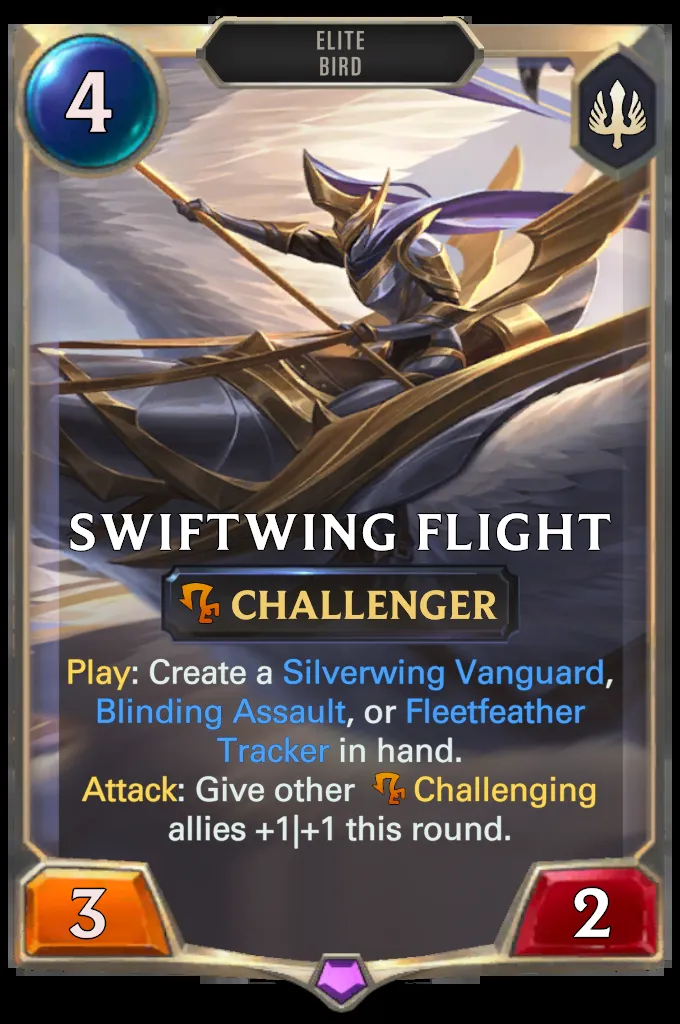 ELITE
BIRD
4
SWIFTWING FLIGHT
CHALLENGER
Play: Create a Silverwing Vanguard,
Blinding Assault, or Fleetfeather
Tracker in hand.
Attack: Give other Challenging
allies +1|+1 this round.
3
2